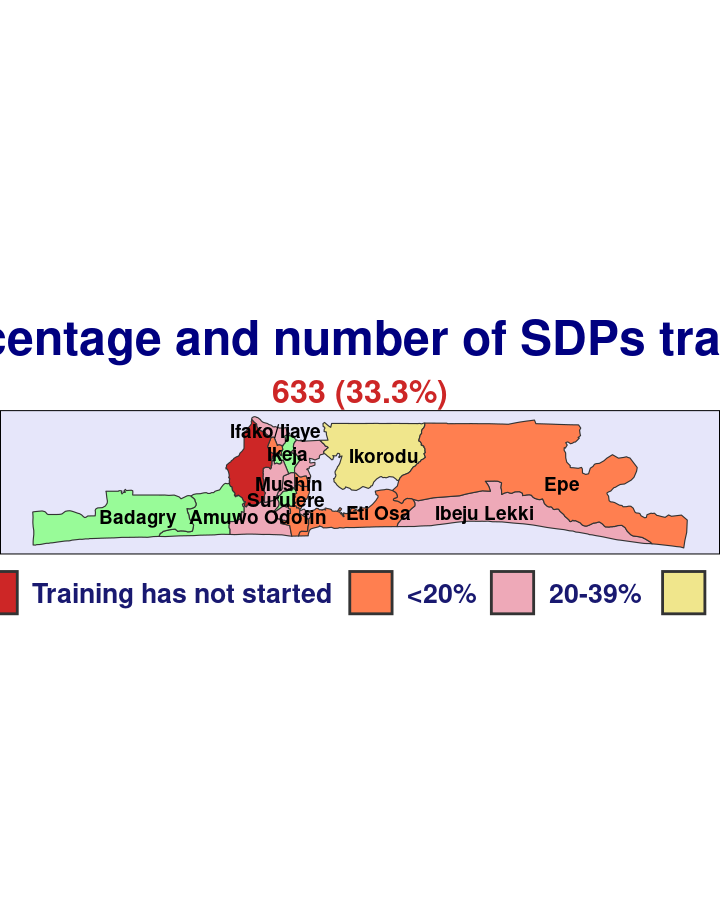 centage and number of SDPs tra
633 (33.3%)
Ifako/Ijaye
Ikeja
Ikorodu
Mushin
Surulere
Epe
Badagry
Amuwo Odofin
Eti Osa
Ibeju Lekki
Training has not started
<20%
20-39%